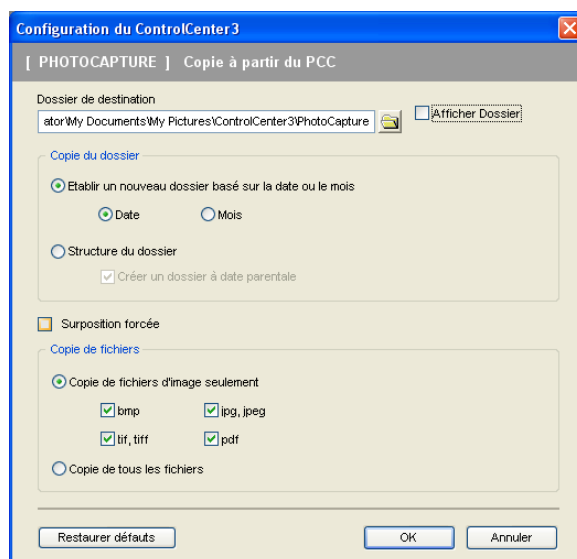 Configuration du ControlCenter3
[ PHOTOCAPTURE ] Copie à partir du PCC
Dossier de destination
ator\My Documents\My Pictures\ControlCenter3\PhotoCapture
Afficher Dossier
Copie du dossier
Etablir un nouveau dossier basé sur la date ou le mois
Date Mois
Structure du dossier
Créer un dossier à date parentale
Surposition forcée
Copie de fichiers
Copie de fichiers d'image seulement
bmp jpg, jpeg
tif, tiff pdf
Copie de tous les fichiers
Restaurer défauts OK Annuler